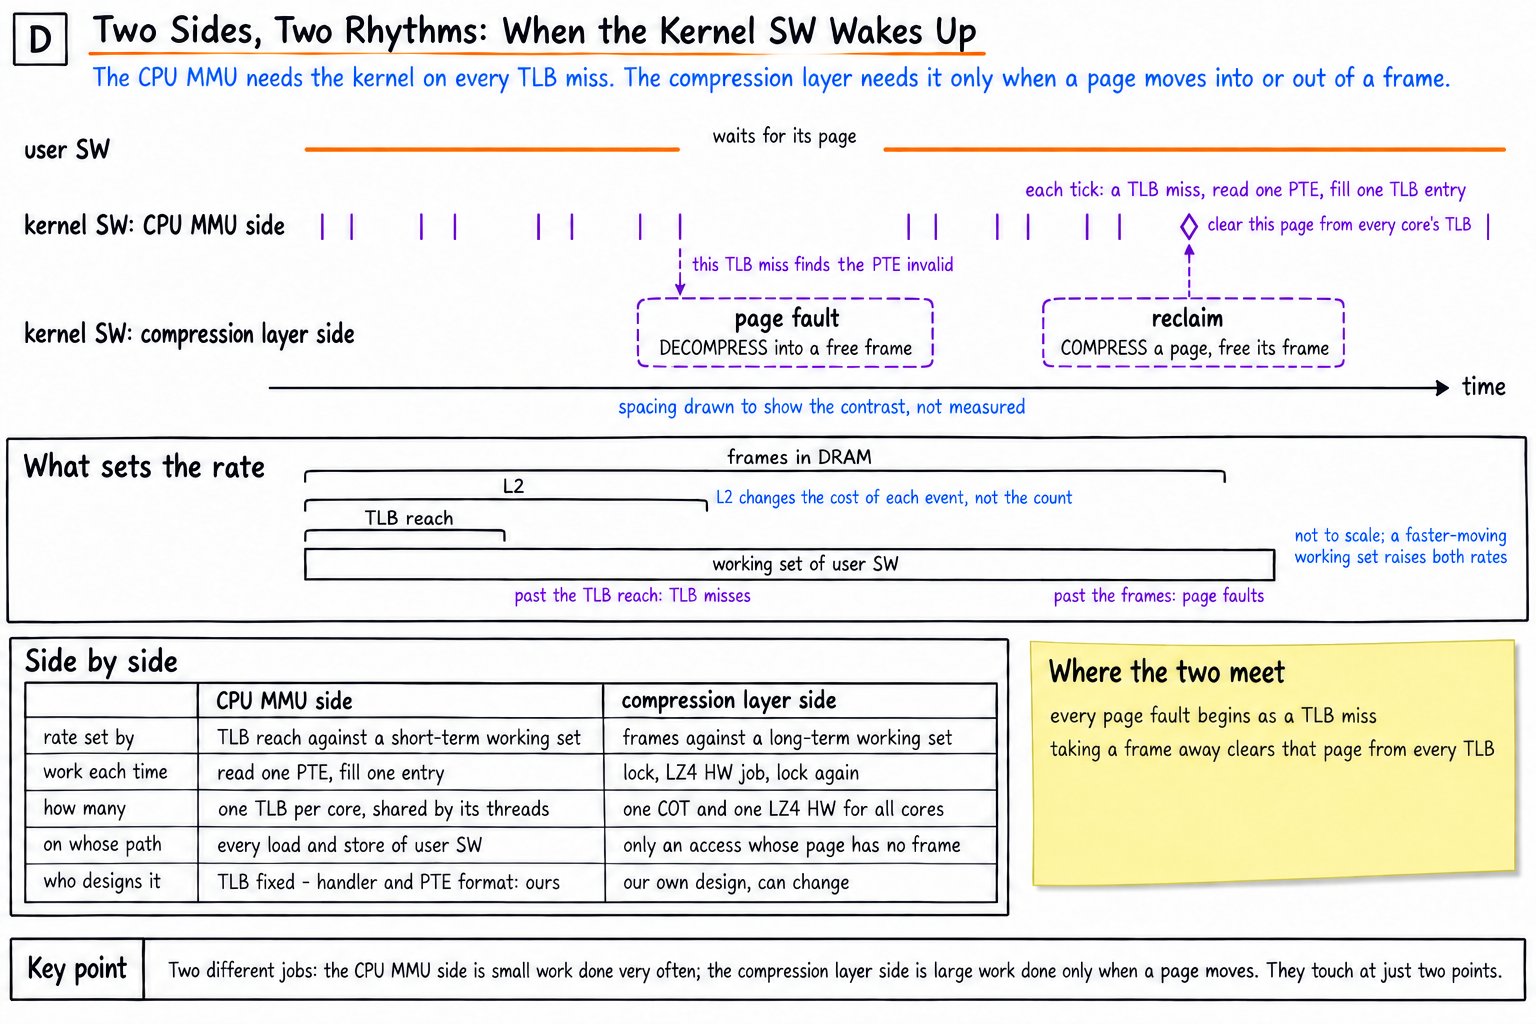 D
Two Sides, Two Rhythms: When the Kernel SW Wakes Up
The CPU MMU needs the kernel on every TLB miss. The compression layer needs it only when a page moves into or out of a frame.
user SW
waits for its page
each tick: a TLB miss, read one PTE, fill one TLB entry
kernel SW: CPU MMU side
clear this page from every core's TLB
this TLB miss finds the PTE invalid
kernel SW: compression layer side
page fault
DECOMPRESS into a free frame
reclaim
COMPRESS a page, free its frame
time
spacing drawn to show the contrast, not measured
What sets the rate
frames in DRAM
L2
L2 changes the cost of each event, not the count
TLB reach
not to scale; a faster-moving
working set raises both rates
working set of user SW
past the TLB reach: TLB misses
past the frames: page faults
Side by side
CPU MMU side
compression layer side
rate set by
TLB reach against a short-term working set
frames against a long-term working set
work each time
read one PTE, fill one entry
lock, LZ4 HW job, lock again
how many
one TLB per core, shared by its threads
one COT and one LZ4 HW for all cores
on whose path
every load and store of user SW
only an access whose page has no frame
who designs it
TLB fixed - handler and PTE format: ours
our own design, can change
Where the two meet
every page fault begins as a TLB miss
taking a frame away clears that page from every TLB
Key point
Two different jobs: the CPU MMU side is small work done very often; the compression layer side is large work done only when a page moves. They touch at just two points.